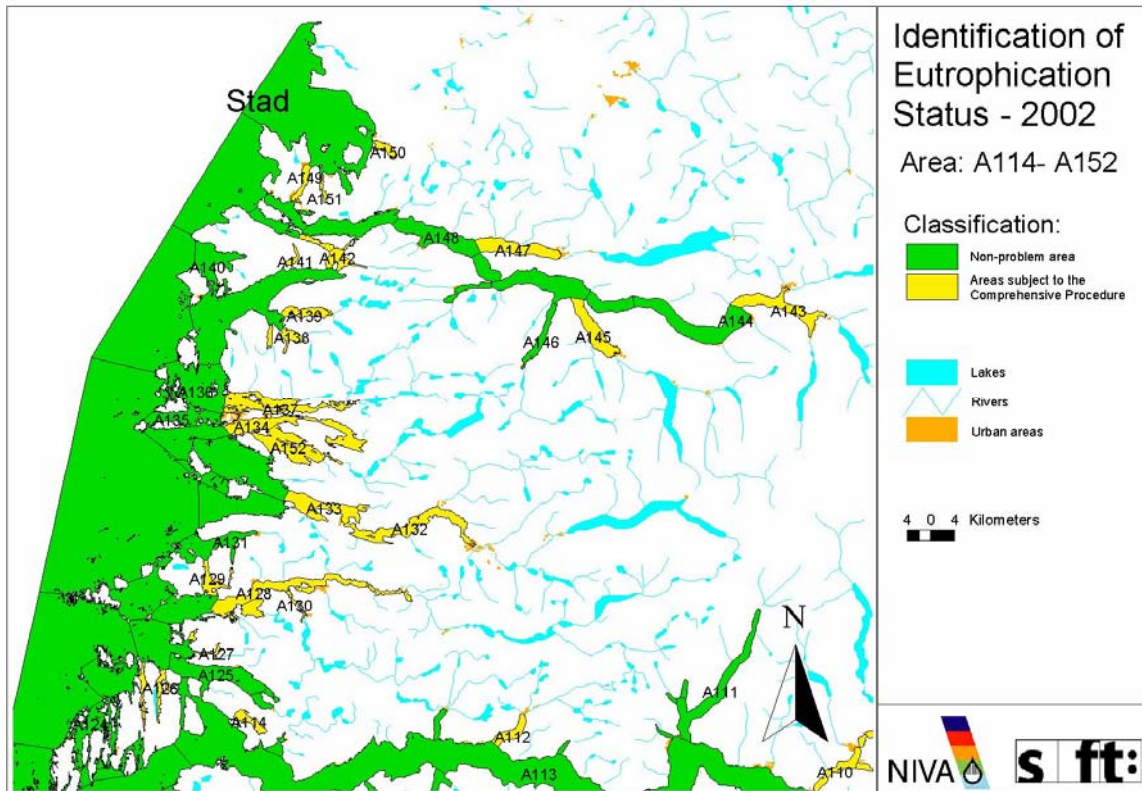 Stad
A150
A149
A151
A148
A147
A140
A141
A142
A143
A144
A139
A138
A146
A145
A136
A137
A135
A134
A152
A133
A132
A131
A129
A128
A130
A127
A125
A126
A111
A124
A114
A112
A113
A110
N
Identification of
Eutrophication
Status - 2002
Area: A114- A152
Classification:
Non-problem area
Areas subject to the
Comprehensive Procedure
Lakes
Rivers
Urban areas
4 0 4 Kilometers
NIVA
sft: